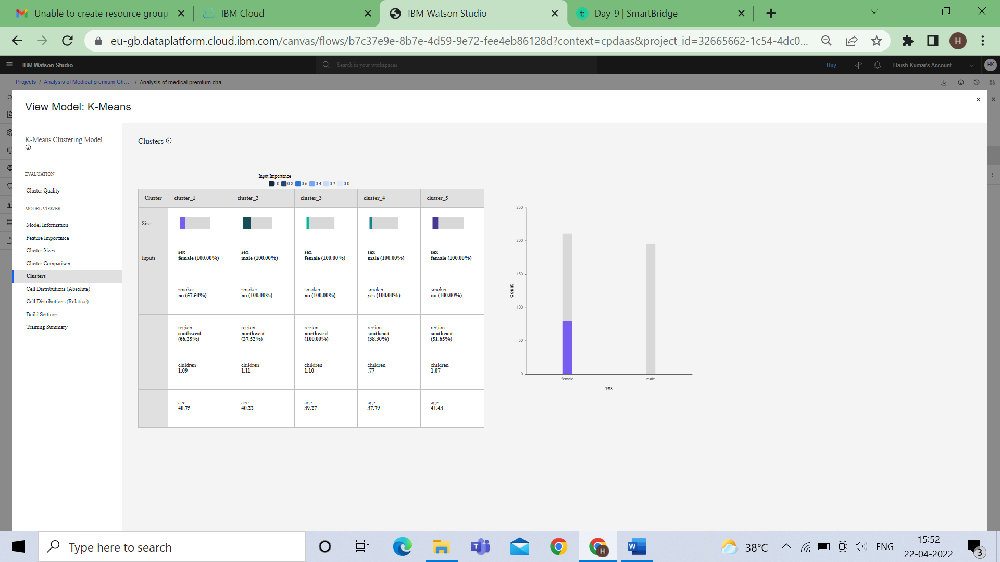 Unable to create resource group
IBM Cloud
IBM Watson Studio
t: Day-9 | SmartBridge
eu-gb.dataplatform.cloud.ibm.com/canvas/flows/b7c37e9e-8b7e-4d59-9e72-fee4eb86128d?context=cpdaas&project_id=32665662-1c54-4dc0...
H
IBM Watson Studio
Search in your workspaces
Buy
Harsh Kumar's Account
HK
Projects / Analysis of Medical premium Ch... / Analysis of medical premium cha...
View Model: K-Means
K-Means Clustering Model
EVALUATION
Cluster Quality
MODEL VIEWER
Model Information
Feature Importance
Cluster Sizes
Cluster Comparison
Clusters
Cell Distributions (Absolute)
Cell Distributions (Relative)
Build Settings
Training Summary
Clusters
Input Importance
1.0 0.8 0.6 0.4 0.2 0.0
Cluster cluster_1 cluster_2 cluster_3 cluster_4 cluster_5
Size
Inputs
sex sex sex sex sex
female (100.00%) male (100.00%) female (100.00%) male (100.00%) female (100.00%)
smoker smoker smoker smoker smoker
no (57.50%) no (100.00%) no (100.00%) yes (100.00%) no (100.00%)
region region region region region
southwest northwest northwest southeast southeast
(66.25%) (27.52%) (100.00%) (38.30%) (51.65%)
children children children children children
1.09 1.11 1.10 .77 1.07
age age age age age
40.75 40.22 39.27 37.79 41.43
250
200
150
100
50
0
Count
female male
sex
Type here to search
38°C
ENG
15:52
22-04-2022
3